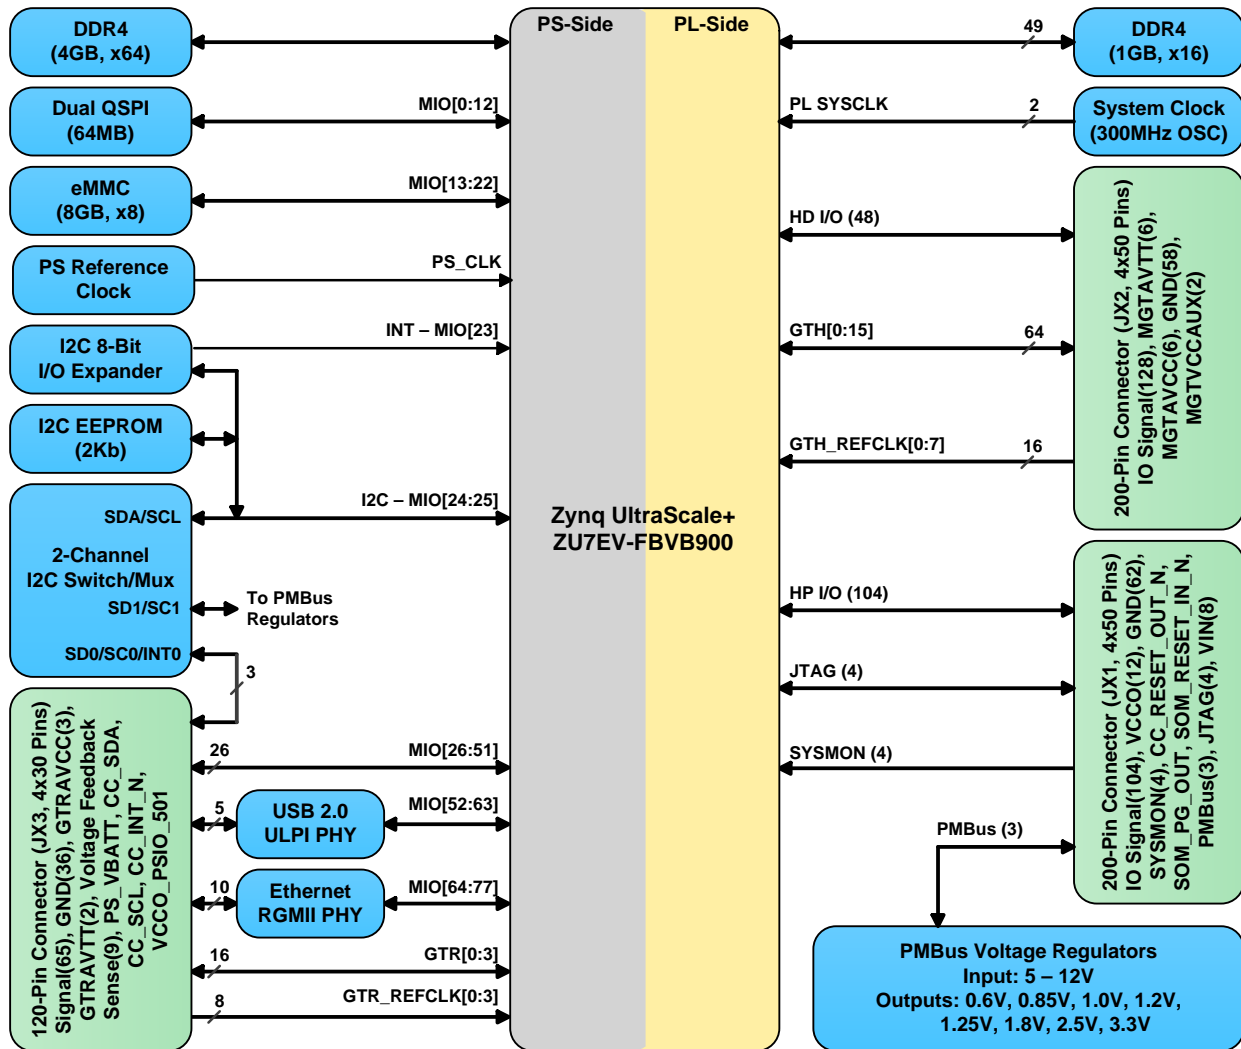 DDR4
(4GB, x64)
Dual QSPI
(64MB)
MIO[0:12]
eMMC
(8GB, x8)
MIO[13:22]
PS Reference
Clock
PS_CLK
I2C 8-Bit
I/O Expander
INT – MIO[23]
I2C EEPROM
(2Kb)
SDA/SCL
I2C – MIO[24:25]
2-Channel
I2C Switch/Mux
SD1/SC1
To PMBus
Regulators
SD0/SC0/INT0
3
120-Pin Connector (JX3, 4x30 Pins)
Signal(65), GND(36), GTRAVCC(3),
GTRAVTT(2), Voltage Feedback
Sense(9), PS_VBATT, CC_SDA,
CC_SCL, CC_INT_N,
VCCO_PSIO_501
26
MIO[26:51]
5
USB 2.0
ULPI PHY
MIO[52:63]
10
Ethernet
RGMII PHY
MIO[64:77]
16
GTR[0:3]
8
GTR_REFCLK[0:3]
PS-Side
PL-Side
Zynq UltraScale+
ZU7EV-FBVB900
49
DDR4
(1GB, x16)
PL SYSCLK
2
System Clock
(300MHz OSC)
HD I/O (48)
GTH[0:15]
64
GTH_REFCLK[0:7]
16
200-Pin Connector (JX2, 4x50 Pins)
IO Signal(128), MGTAVTT(6),
MGTAVCC(6), GND(58),
MGTVCCAUX(2)
HP I/O (104)
JTAG (4)
SYSMON (4)
PMBus (3)
200-Pin Connector (JX1, 4x50 Pins)
IO Signal(104), VCCO(12), GND(62),
SYSMON(4), CC_RESET_OUT_N,
SOM_PG_OUT, SOM_RESET_IN_N,
PMBus(3), JTAG(4), VIN(8)
PMBus Voltage Regulators
Input: 5 – 12V
Outputs: 0.6V, 0.85V, 1.0V, 1.2V,
1.25V, 1.8V, 2.5V, 3.3V